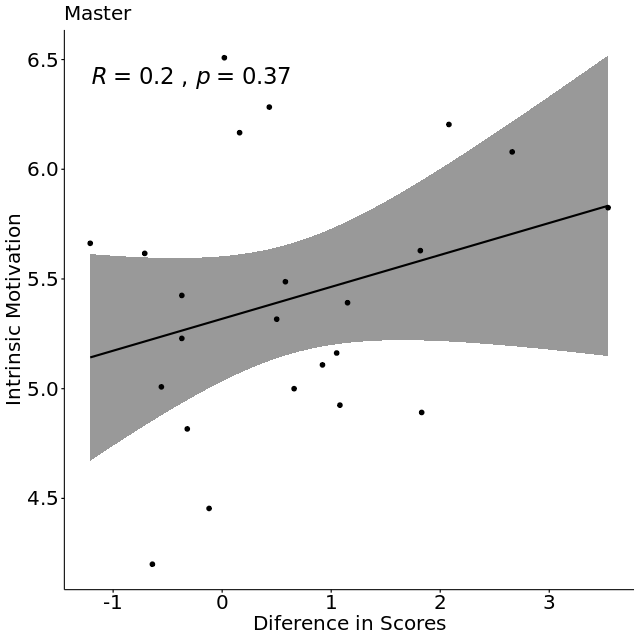 Master
R = 0.2 , p = 0.37
Intrinsic Motivation
6.5
6.0
5.5
5.0
4.5
-1 0 1 2 3
Diference in Scores